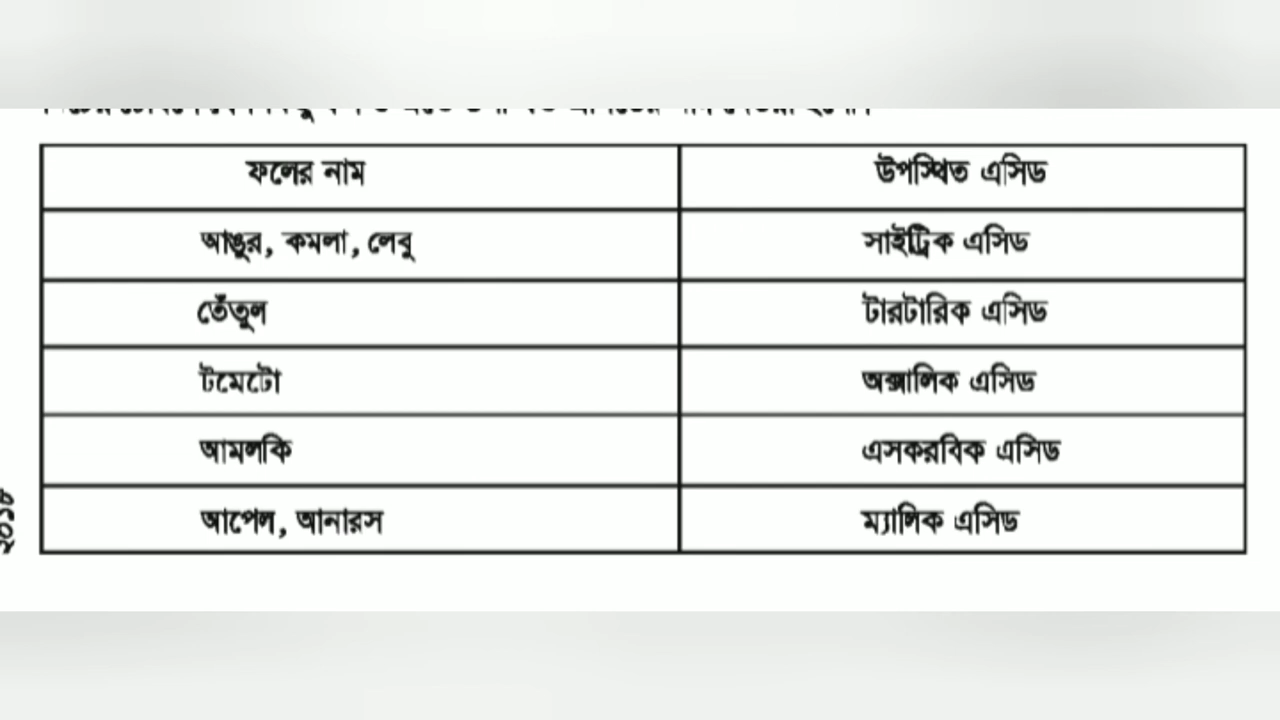 ফলের নাম উপস্থিত এসিড
আঙুর, কমলা, লেবু সাইট্রিক এসিড
তেঁতুল টারটারিক এসিড
টমেটো অক্সালিক এসিড
আমলকি এসকরবিক এসিড
আপেল, আনারস ম্যালিক এসিড
২০১৮